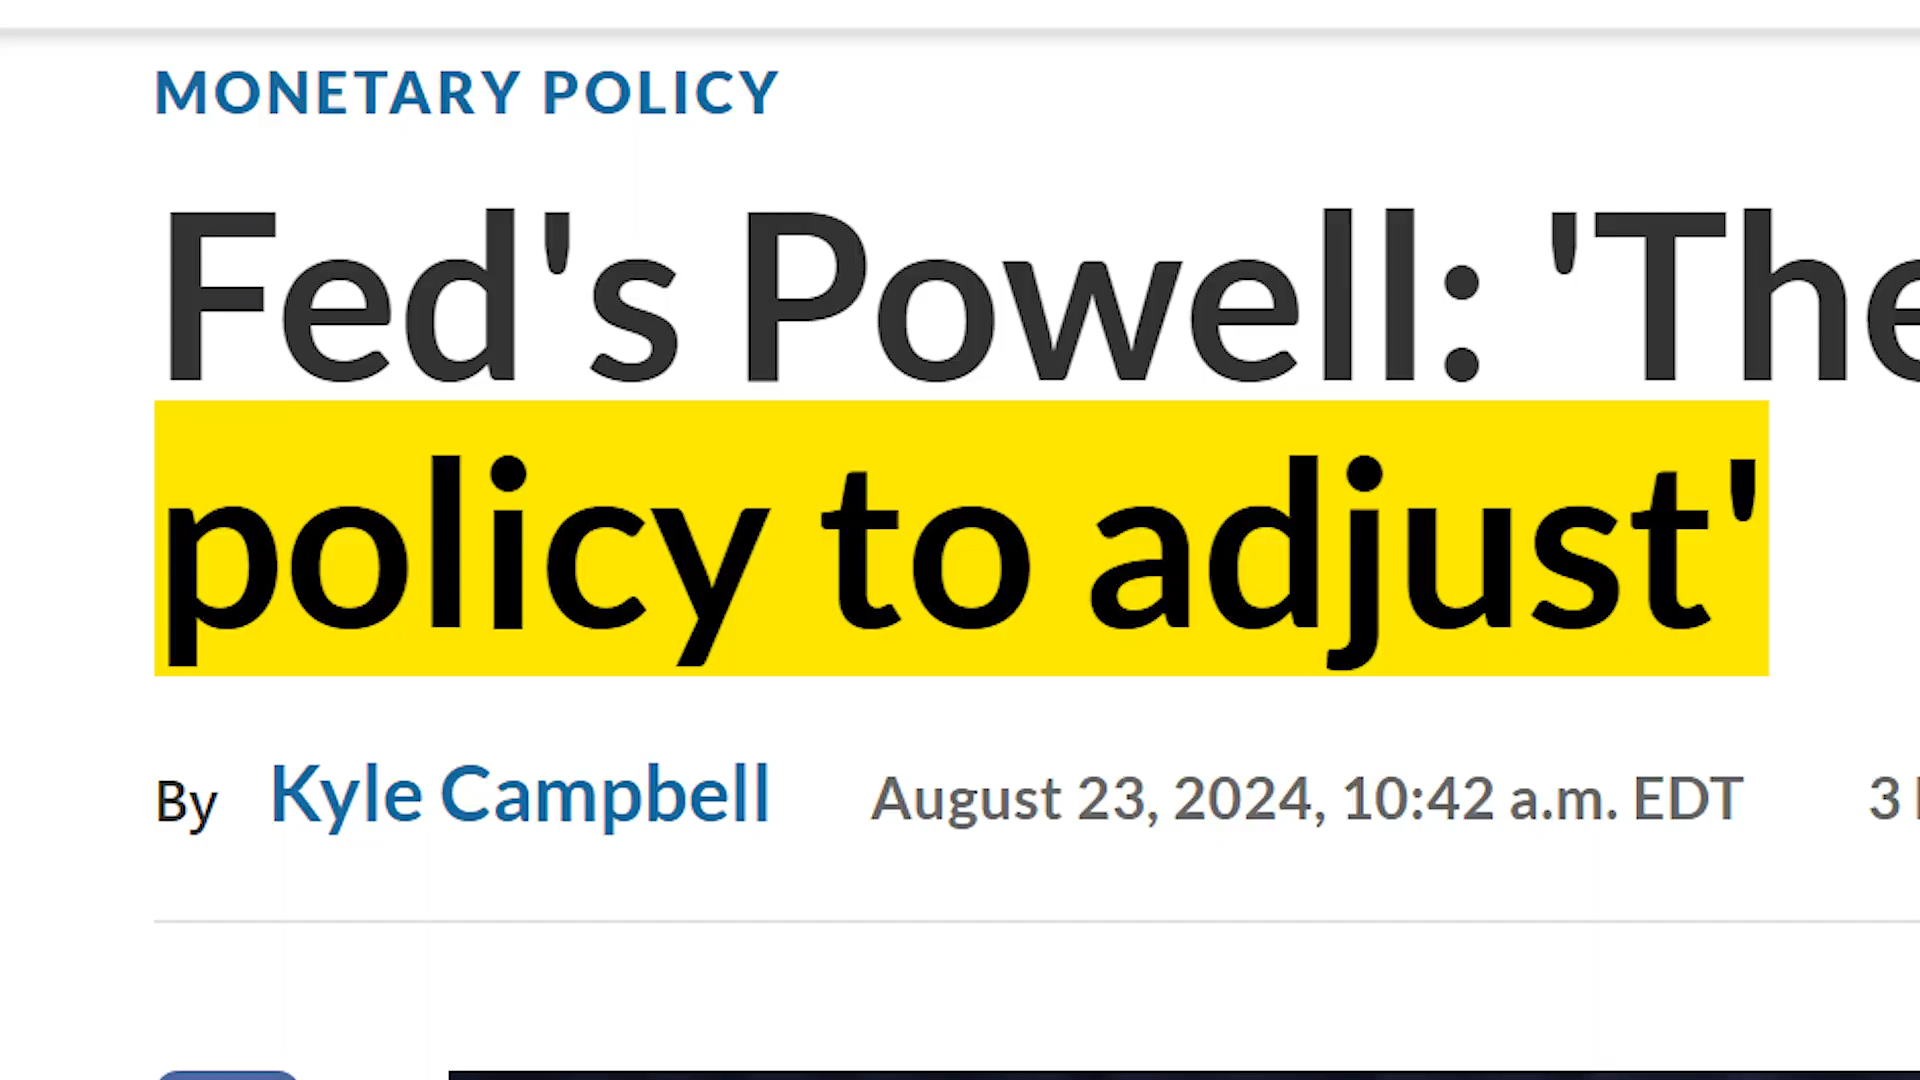 MONETARY POLICY
Fed's Powell: 'The
policy to adjust'
By Kyle Campbell August 23, 2024, 10:42 a.m. EDT 3